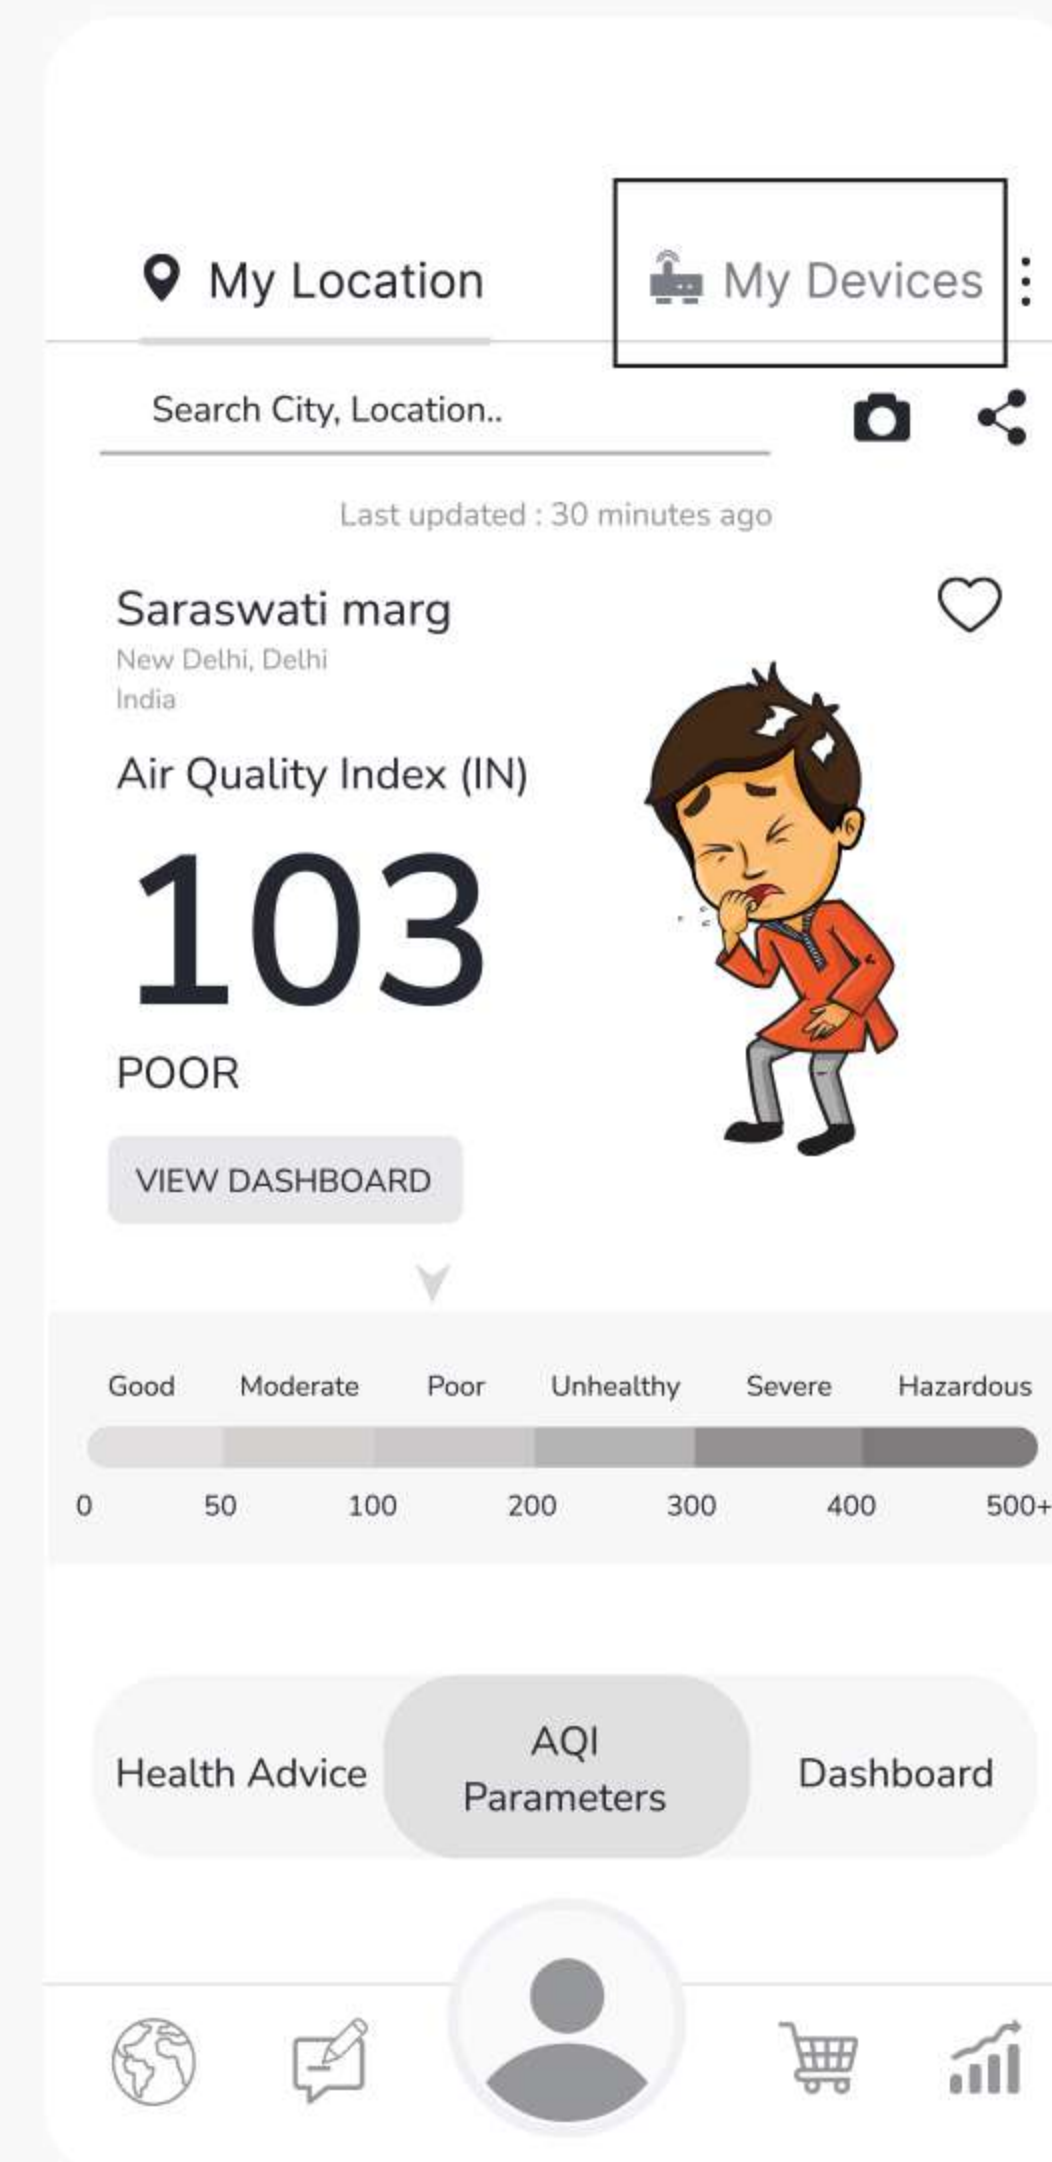 My Location
My Devices
Search City, Location..
Last updated : 30 minutes ago
Saraswati marg
New Delhi, Delhi
India
Air Quality Index (IN)
103
POOR
VIEW DASHBOARD
Good Moderate Poor Unhealthy Severe Hazardous
0 50 100 200 300 400 500+
Health Advice
AQI
Parameters
Dashboard